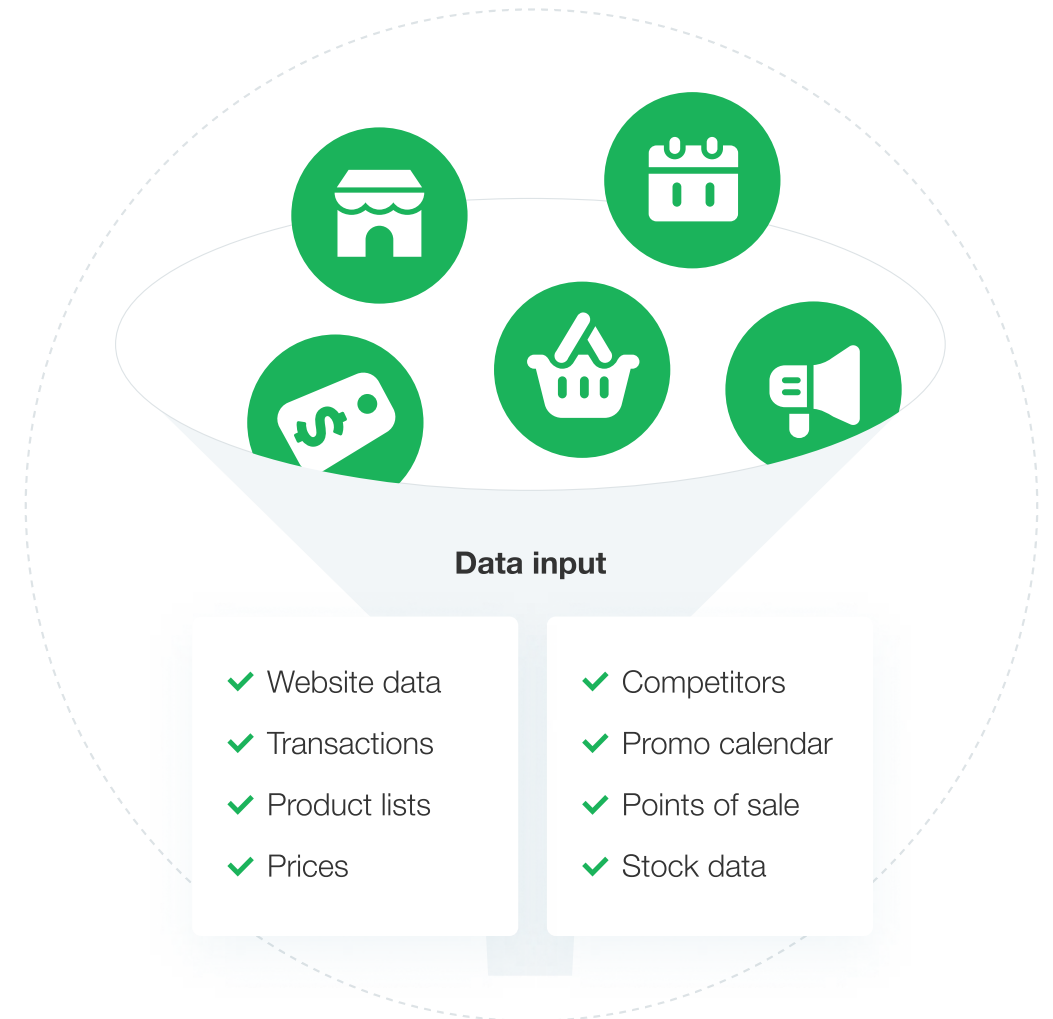 Data input
Website data
Transactions
Product lists
Prices
Competitors
Promo calendar
Points of sale
Stock data